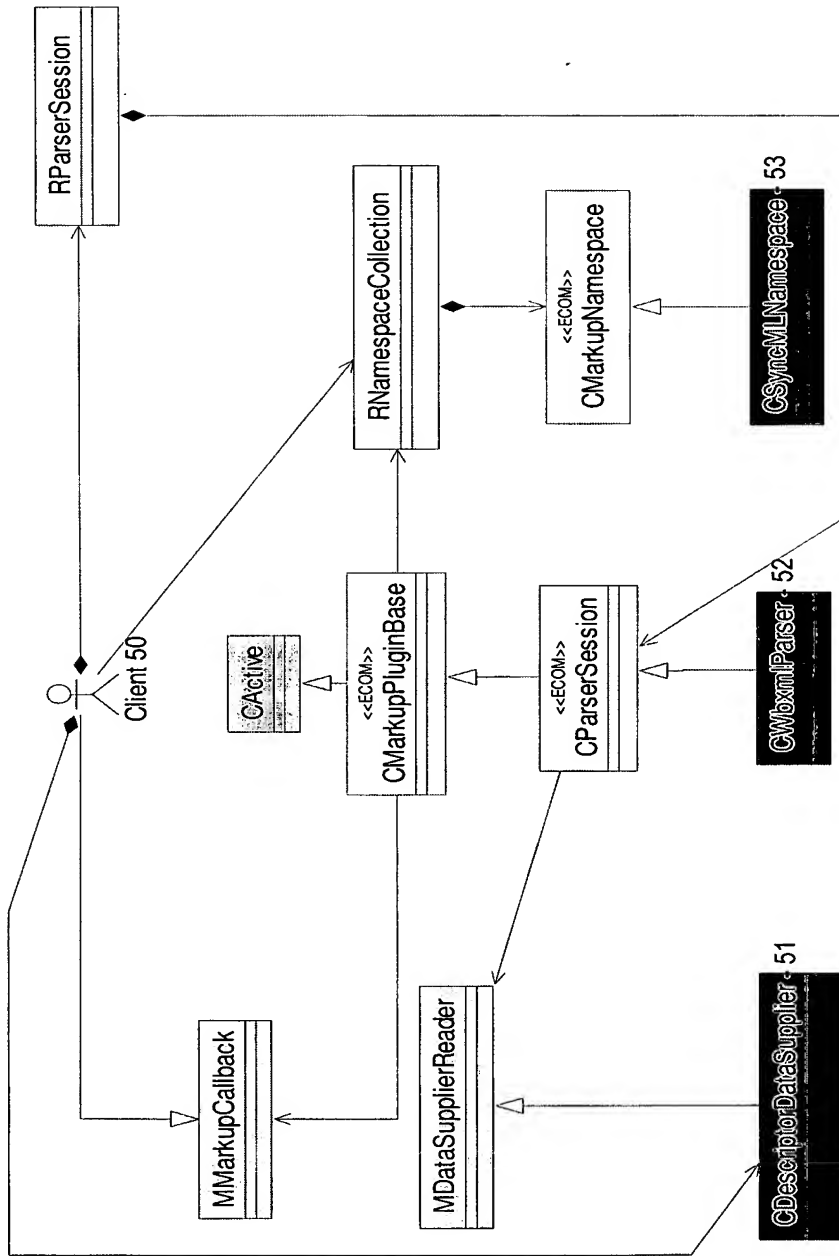 RParserSession
Client 50
MMarkupCallback
CActive
RNamespaceCollection
<<ECOM>>
CMarkupPluginBase
MDataSupplierReader
<<ECOM>>
CParserSession
<<ECOM>>
CMarkupNamespace
CDescriptorDataSupplier - 51
CWbxmlParser - 52
CSyncMLNamespace - 53